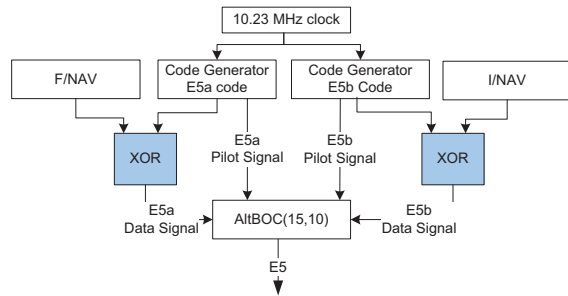 10.23 MHz clock
F/NAV
Code Generator
E5a code
Code Generator
E5b Code
I/NAV
XOR
E5a
Pilot Signal
E5b
Pilot Signal
XOR
E5a
Data Signal
AltBOC(15,10)
E5b
Data Signal
E5